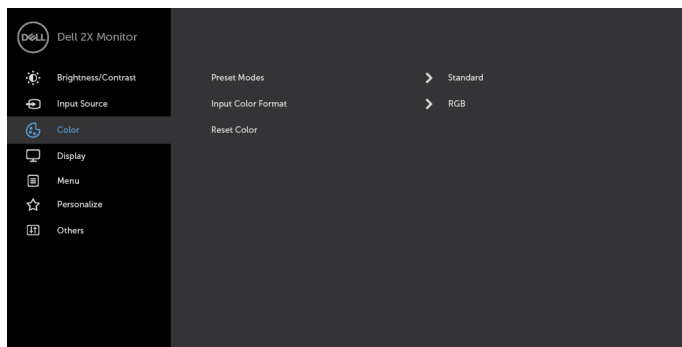 DELL Dell 2X Monitor
Brightness/Contrast Preset Modes Standard
Input Source Input Color Format RGB
Color Reset Color
Display
Menu
Personalize
Others